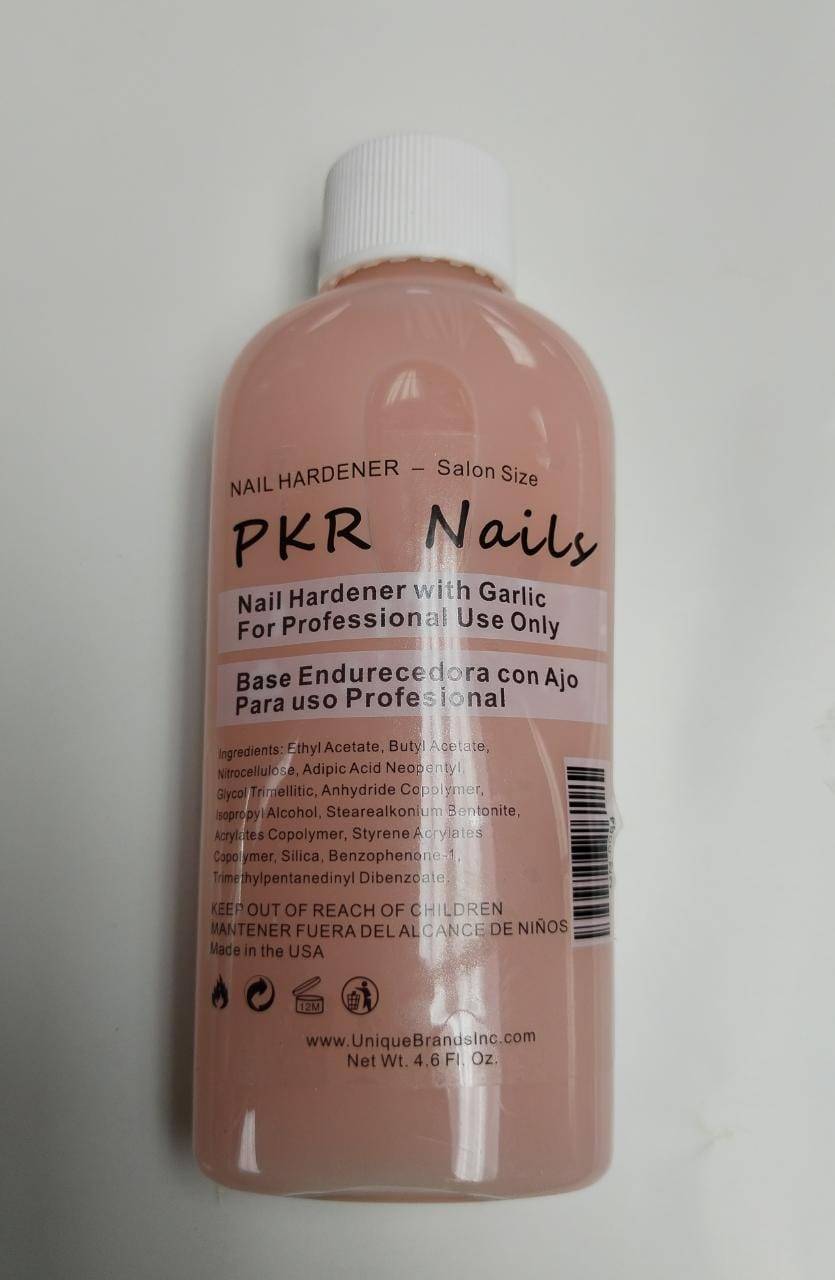 NAIL HARDENER – Salon Size
PKR Nails
Nail Hardener with Garlic
For Professional Use Only
Base Endurecedora con Ajo
Para uso Profesional
Ingredients: Ethyl Acetate, Butyl Acetate,
Nitrocellulose, Adipic Acid Neopentyl,
Glycol Trimellitic, Anhydride Copolymer,
Isopropyl Alcohol, Stearealkonium Bentonite,
Acrylates Copolymer, Styrene Acrylates
Copolymer, Silica, Benzophenone-1,
Trimethylpentanedinyl Dibenzoate.
KEEP OUT OF REACH OF CHILDREN
MANTENER FUERA DEL ALCANCE DE NIÑOS
Made in the USA
12M
www.UniqueBrandsInc.com
Net Wt. 4.6 Fl. Oz.